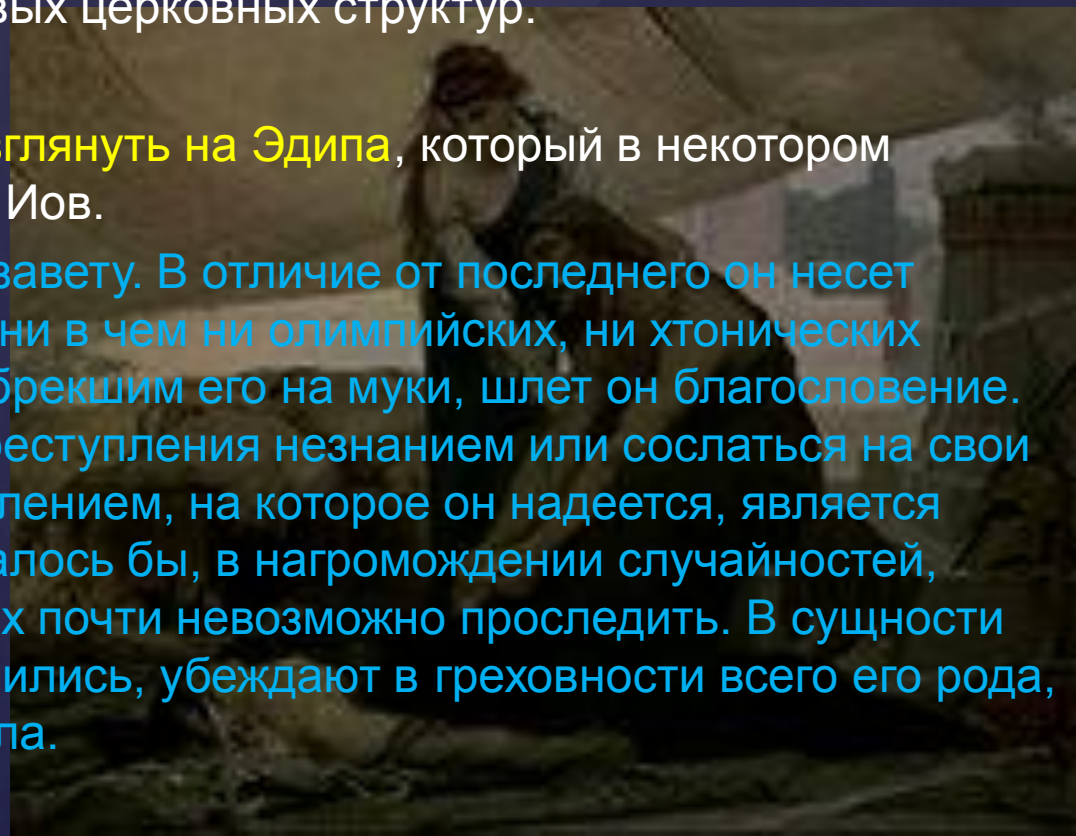 вых церковных структур.
зглянуть на Эдипа, который в некотором
Иов.
завету. В отличие от последнего он несет
ни в чем ни олимпийских, ни хтонических
брекшим его на муки, шлет он благословение.
реступления незнанием или сослаться на свои
лением, на которое он надеется, является
алось бы, в нагромождении случайностей,
х почти невозможно проследить. В сущности
ились, убеждают в греховности всего его рода,
ла.